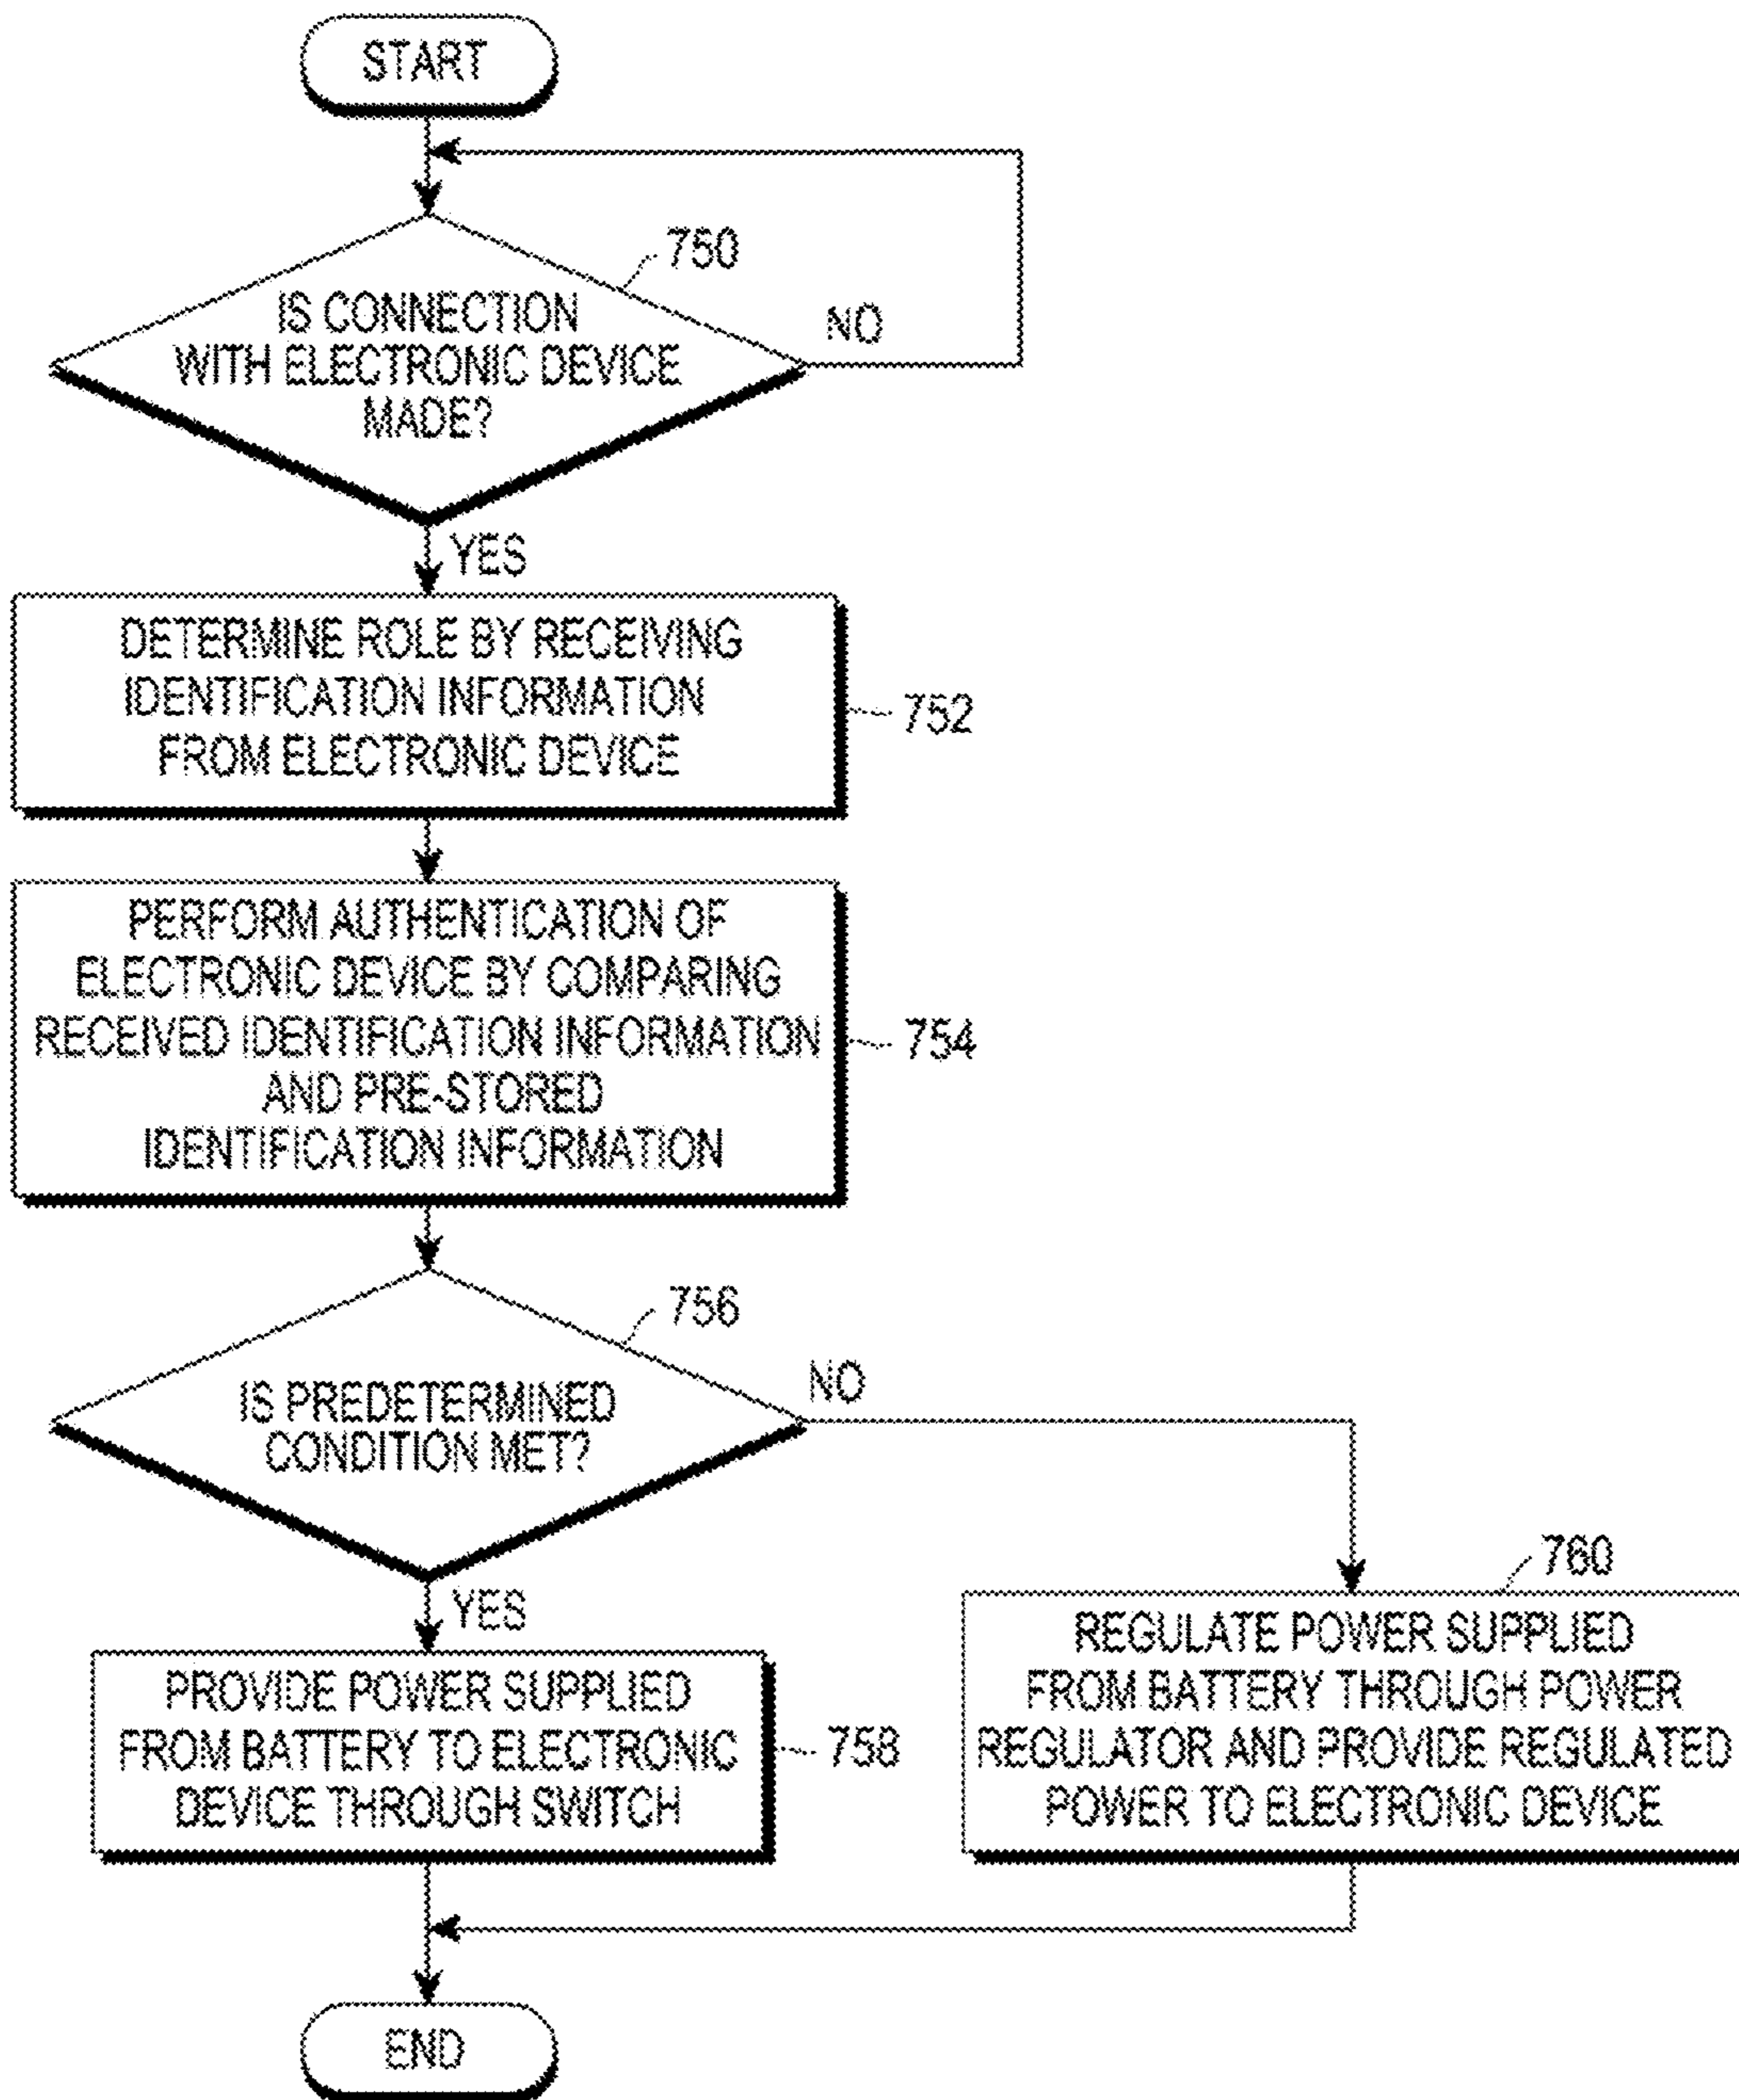 START
750
IS CONNECTION
WITH ELECTRONIC DEVICE
MADE?
NO
YES
DETERMINE ROLE BY RECEIVING
IDENTIFICATION INFORMATION
FROM ELECTRONIC DEVICE
752
PERFORM AUTHENTICATION OF
ELECTRONIC DEVICE BY COMPARING
RECEIVED IDENTIFICATION INFORMATION
AND PRE-STORED
IDENTIFICATION INFORMATION
754
756
IS PREDETERMINED
CONDITION MET?
NO
YES
PROVIDE POWER SUPPLIED
FROM BATTERY TO ELECTRONIC
DEVICE THROUGH SWITCH
758
760
REGULATE POWER SUPPLIED
FROM BATTERY THROUGH POWER
REGULATOR AND PROVIDE REGULATED
POWER TO ELECTRONIC DEVICE
END